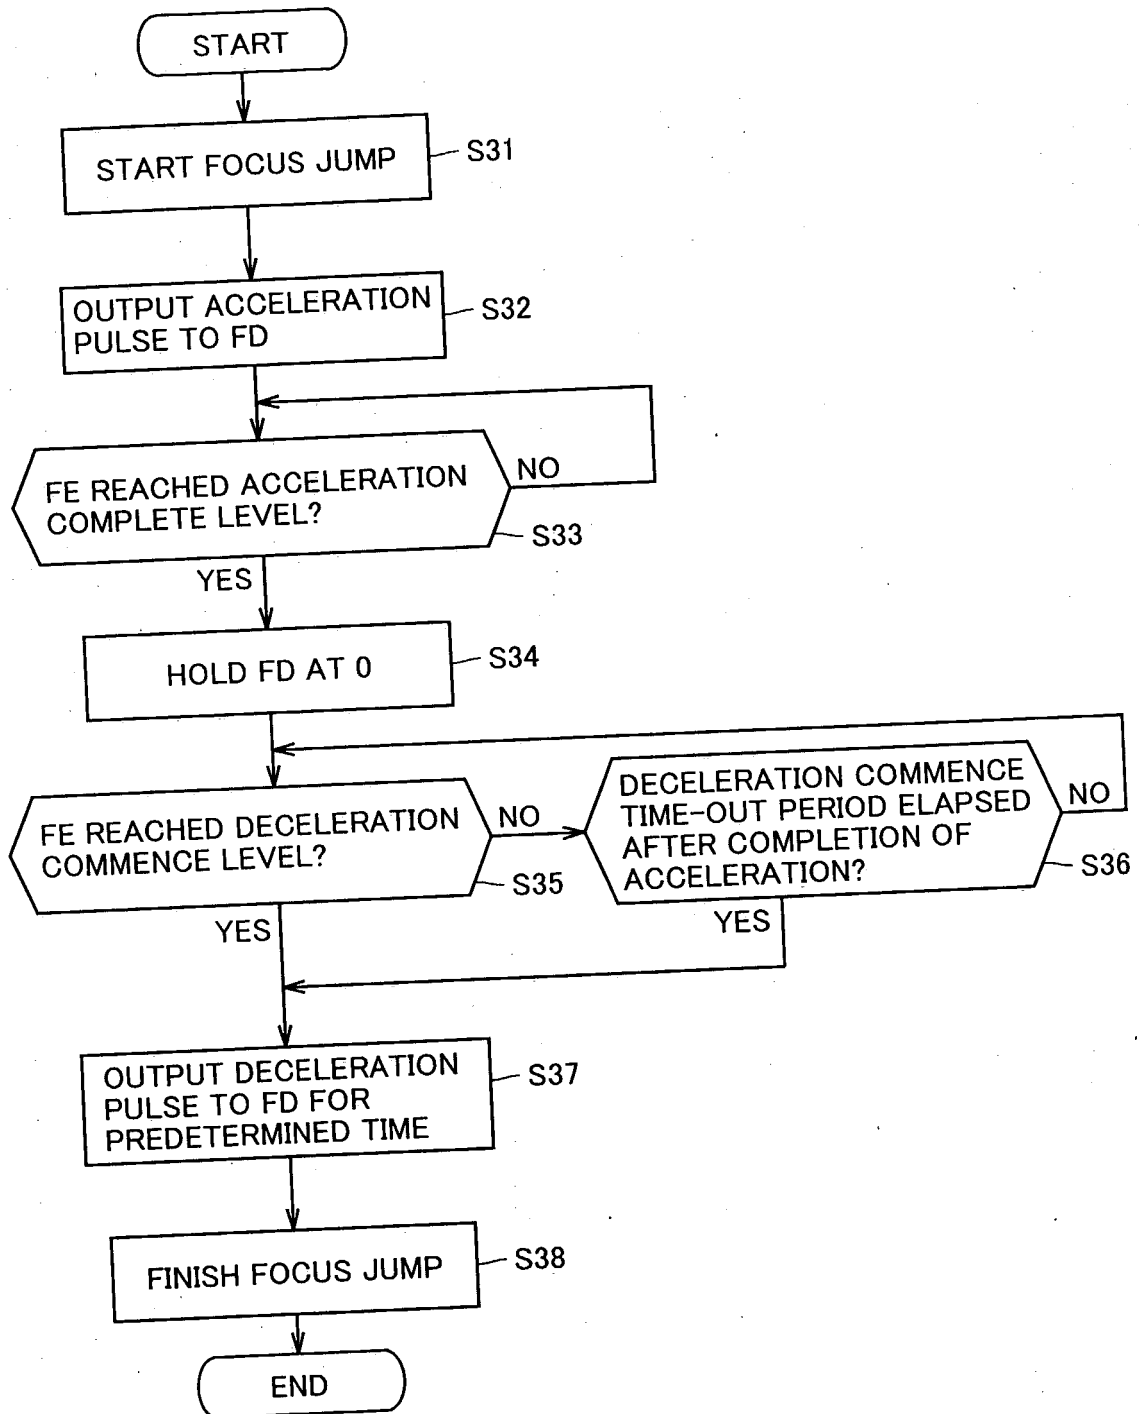 START
START FOCUS JUMP
S31
OUTPUT ACCELERATION
PULSE TO FD
S32
FE REACHED ACCELERATION
COMPLETE LEVEL?
NO
S33
YES
HOLD FD AT 0
S34
FE REACHED DECELERATION
COMMENCE LEVEL?
NO
S35
YES
DECELERATION COMMENCE
TIME-OUT PERIOD ELAPSED
AFTER COMPLETION OF
ACCELERATION?
NO
S36
YES
OUTPUT DECELERATION
PULSE TO FD FOR
PREDETERMINED TIME
S37
FINISH FOCUS JUMP
S38
END